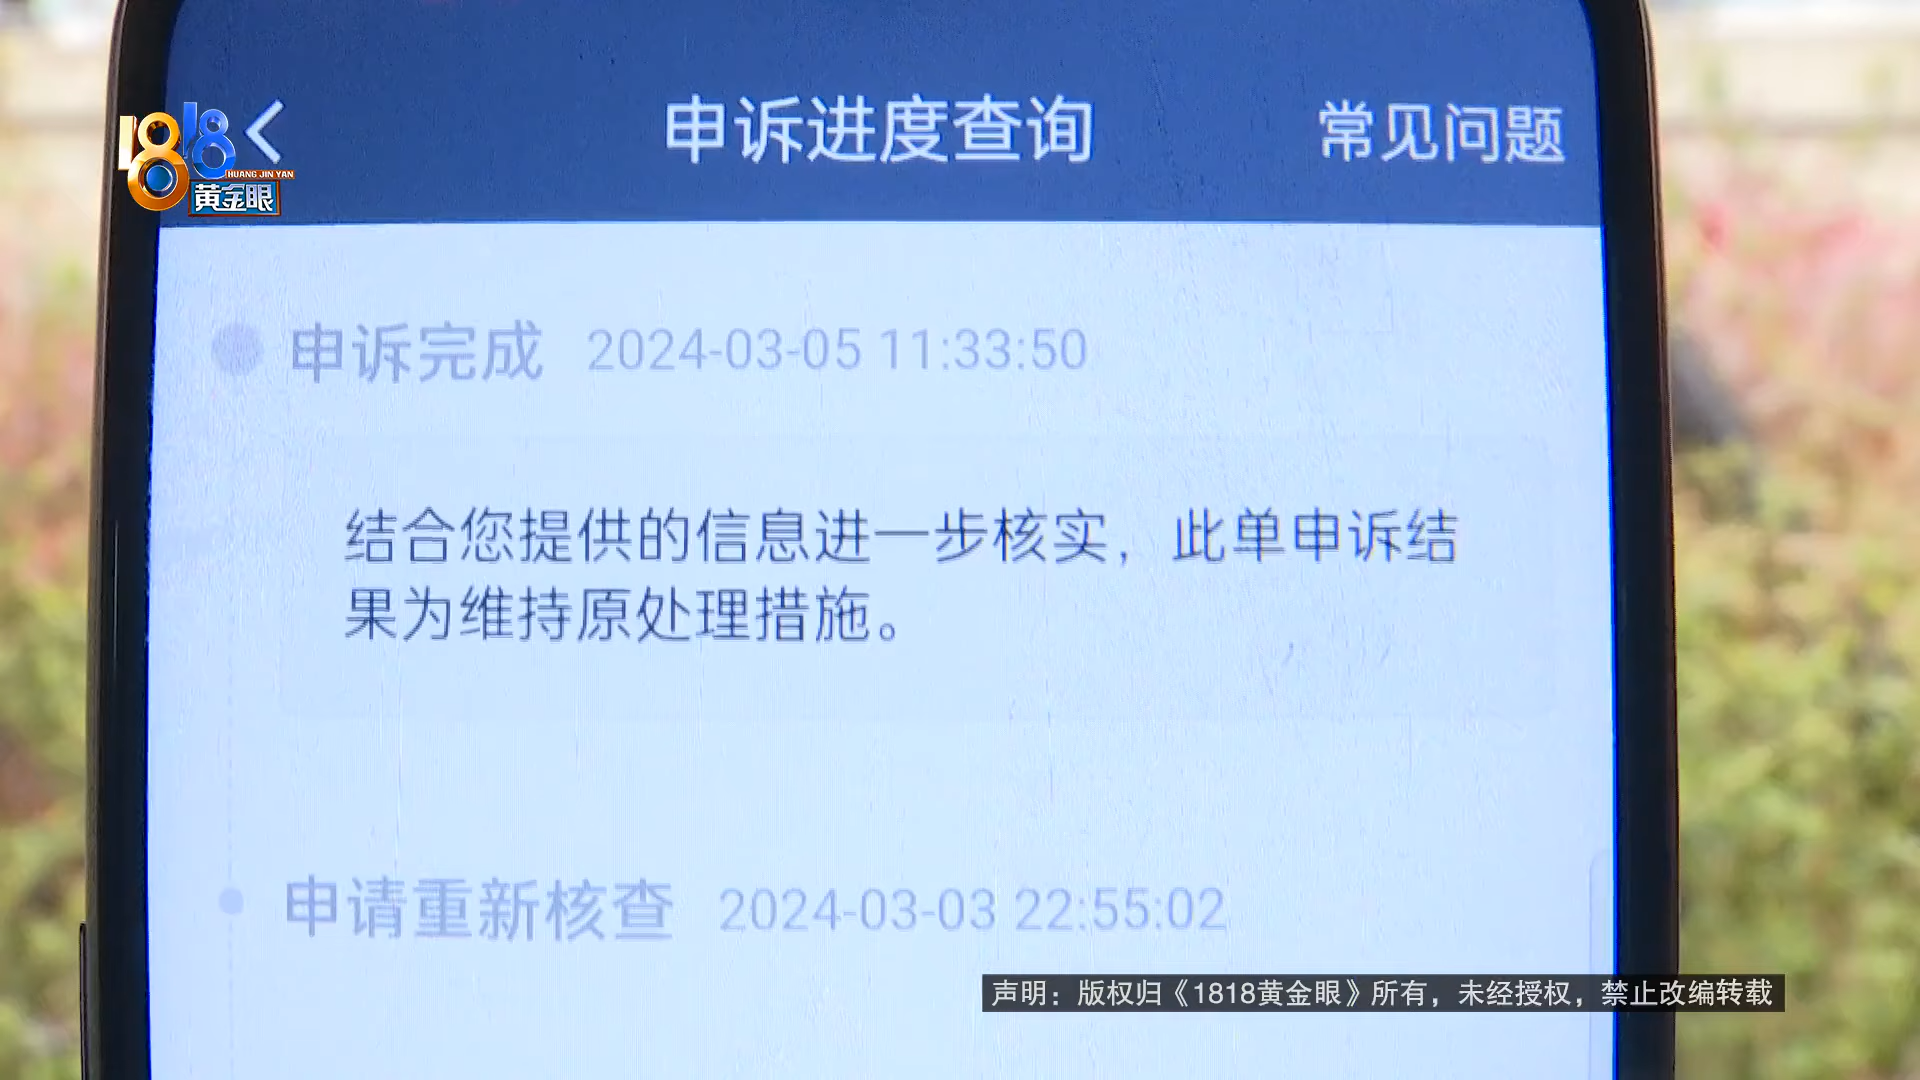 申诉进度查询
常见问题
1818
HUANG JIN YAN
黄金眼
申诉完成 2024-03-05 11:33:50
结合您提供的信息进一步核实，此单申诉结
果为维持原处理措施。
申请重新核查 2024-03-03 22:55:02
声明：版权归《1818黄金眼》所有，未经授权，禁止改编转载